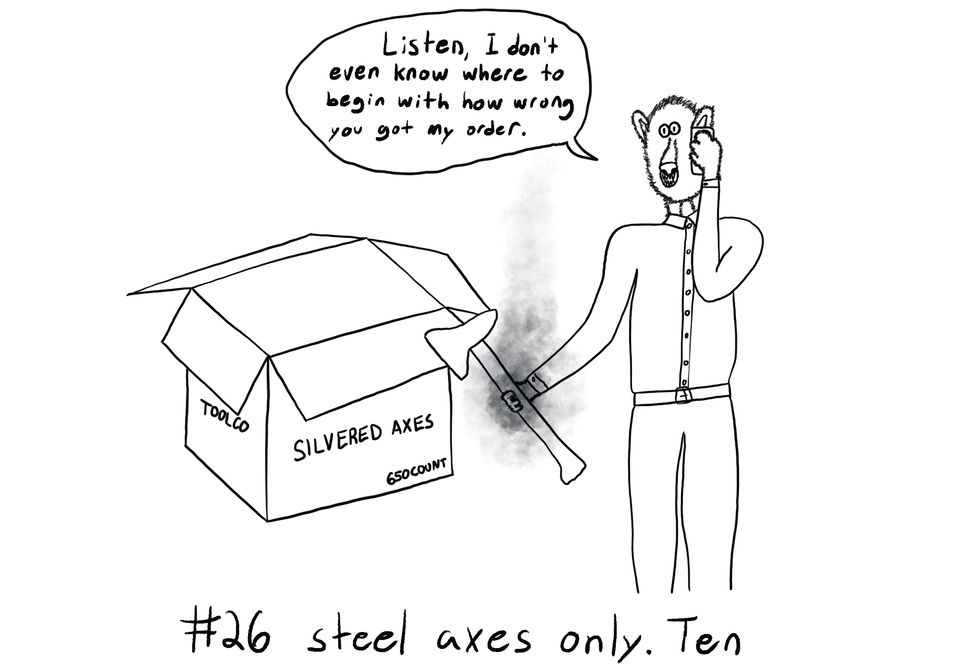 Listen, I don't
even know where to
begin with how wrong
you got my order.
TOOLCO
SILVERED AXES
650COUNT
#26 steel axes only. Ten